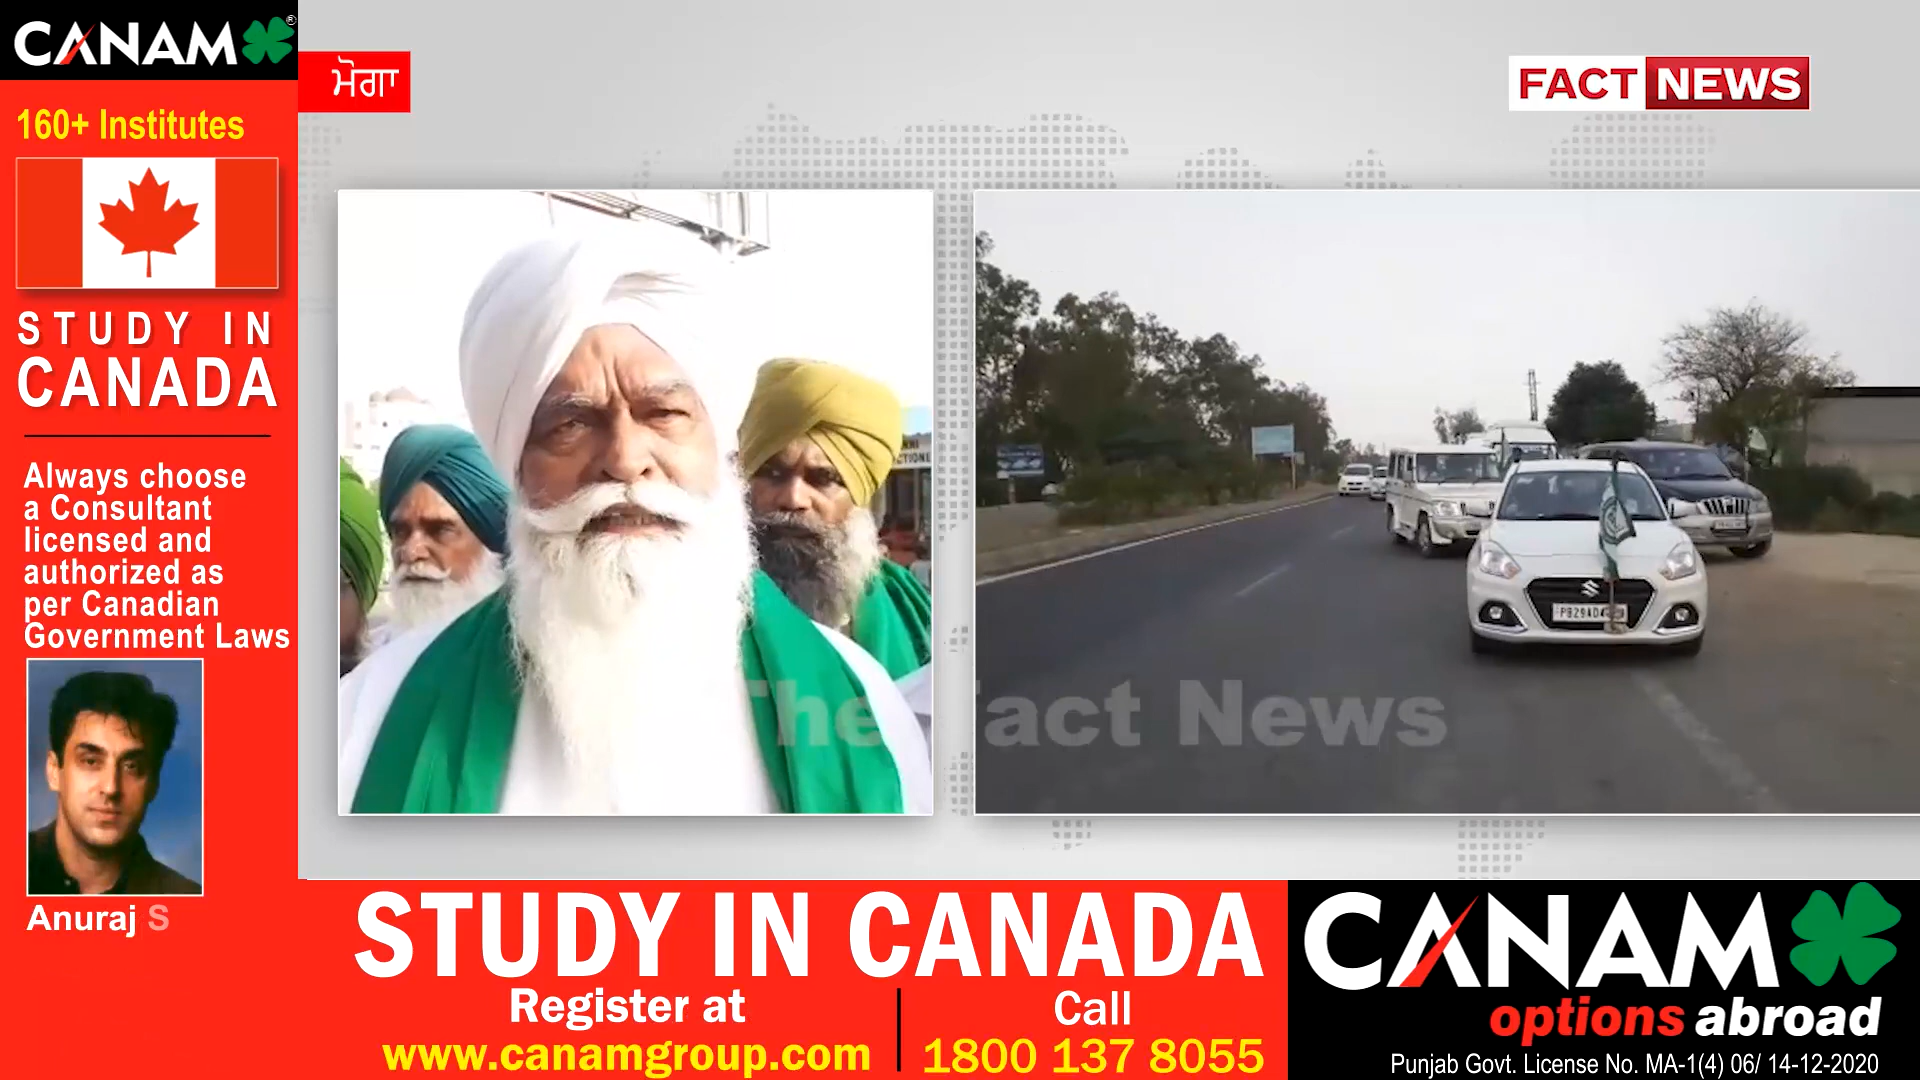 CANAM®
160+ Institutes
STUDY IN
CANADA
Always choose
a Consultant
licensed and
authorized as
per Canadian
Government Laws
Anuraj S
ਮੋਗਾ
FACT NEWS
The Fact News
STUDY IN CANADA
Register at
www.canamgroup.com
Call
1800 137 8055
CANAM
options abroad
Punjab Govt. License No. MA-1(4) 06/ 14-12-2020